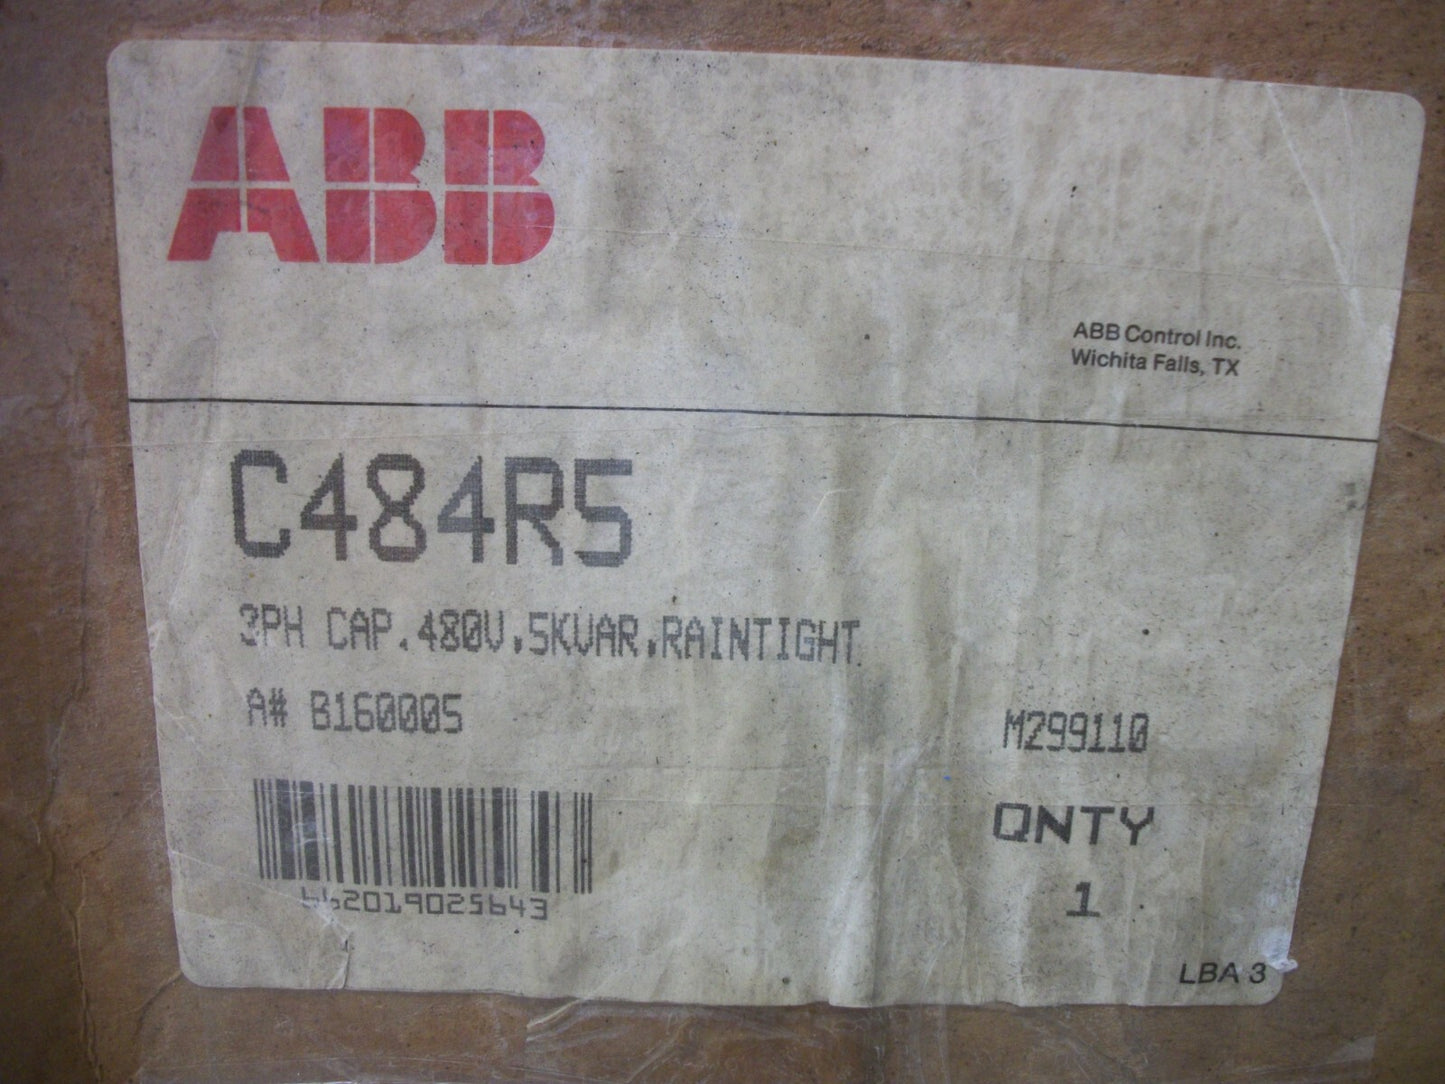 ABB
ABB Control Inc.
Wichita Falls, TX
C484R5
3PH CAP.480V,5KVAR,RAINTIGHT
A# B160005
M299110
QNTY
1
662019025643
LBA 3